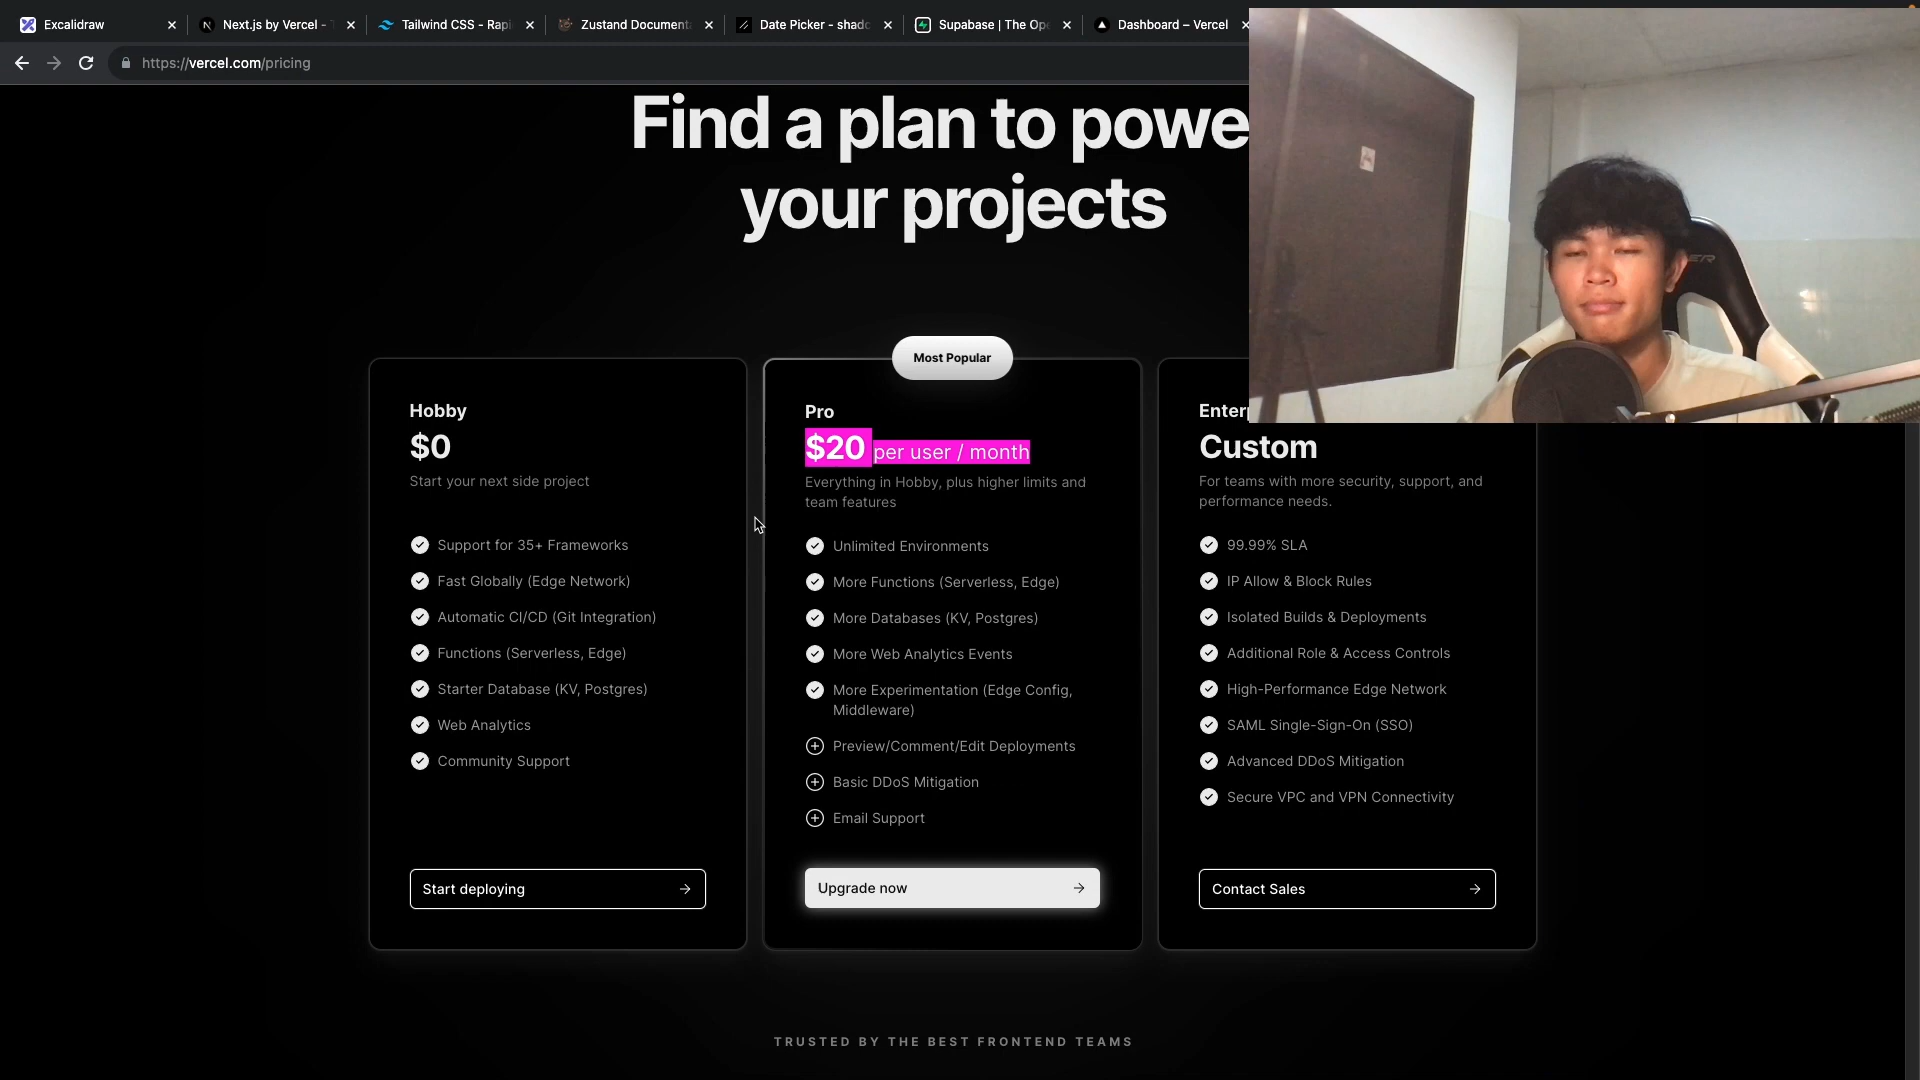 Excalidraw
Next.js by Vercel -
Tailwind CSS - Rapi
Zustand Document
Date Picker - shadc
Supabase | The Ope
Dashboard – Vercel
https://vercel.com/pricing
Find a plan to powe
your projects
Most Popular
Hobby
$0
Start your next side project
Support for 35+ Frameworks
Fast Globally (Edge Network)
Automatic CI/CD (Git Integration)
Functions (Serverless, Edge)
Starter Database (KV, Postgres)
Web Analytics
Community Support
Start deploying
Pro
$20 per user / month
Everything in Hobby, plus higher limits and
team features
Unlimited Environments
More Functions (Serverless, Edge)
More Databases (KV, Postgres)
More Web Analytics Events
More Experimentation (Edge Config,
Middleware)
Preview/Comment/Edit Deployments
Basic DDoS Mitigation
Email Support
Upgrade now
Enterp
Custom
For teams with more security, support, and
performance needs.
99.99% SLA
IP Allow & Block Rules
Isolated Builds & Deployments
Additional Role & Access Controls
High-Performance Edge Network
SAML Single-Sign-On (SSO)
Advanced DDoS Mitigation
Secure VPC and VPN Connectivity
Contact Sales
TRUSTED BY THE BEST FRONTEND TEAMS